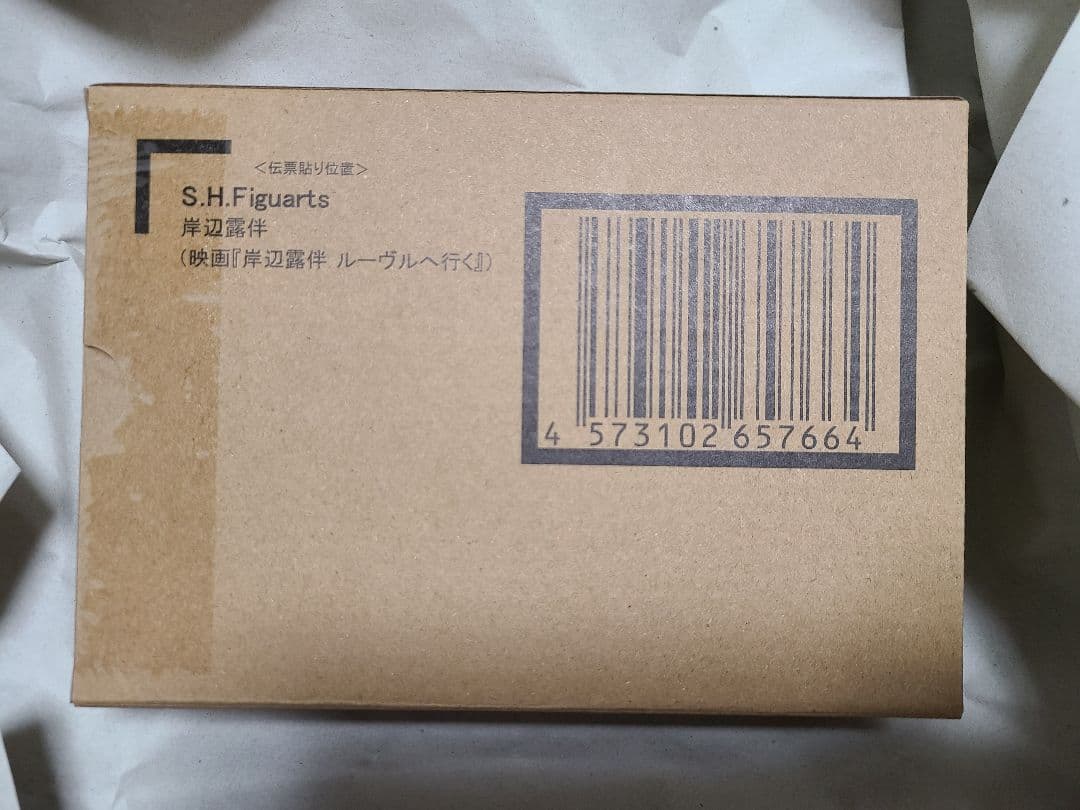 <伝票貼り位置>
S.H.Figuarts
岸辺露伴
(映画『岸辺露伴 ルーヴルへ行く』)
4 573102 657664